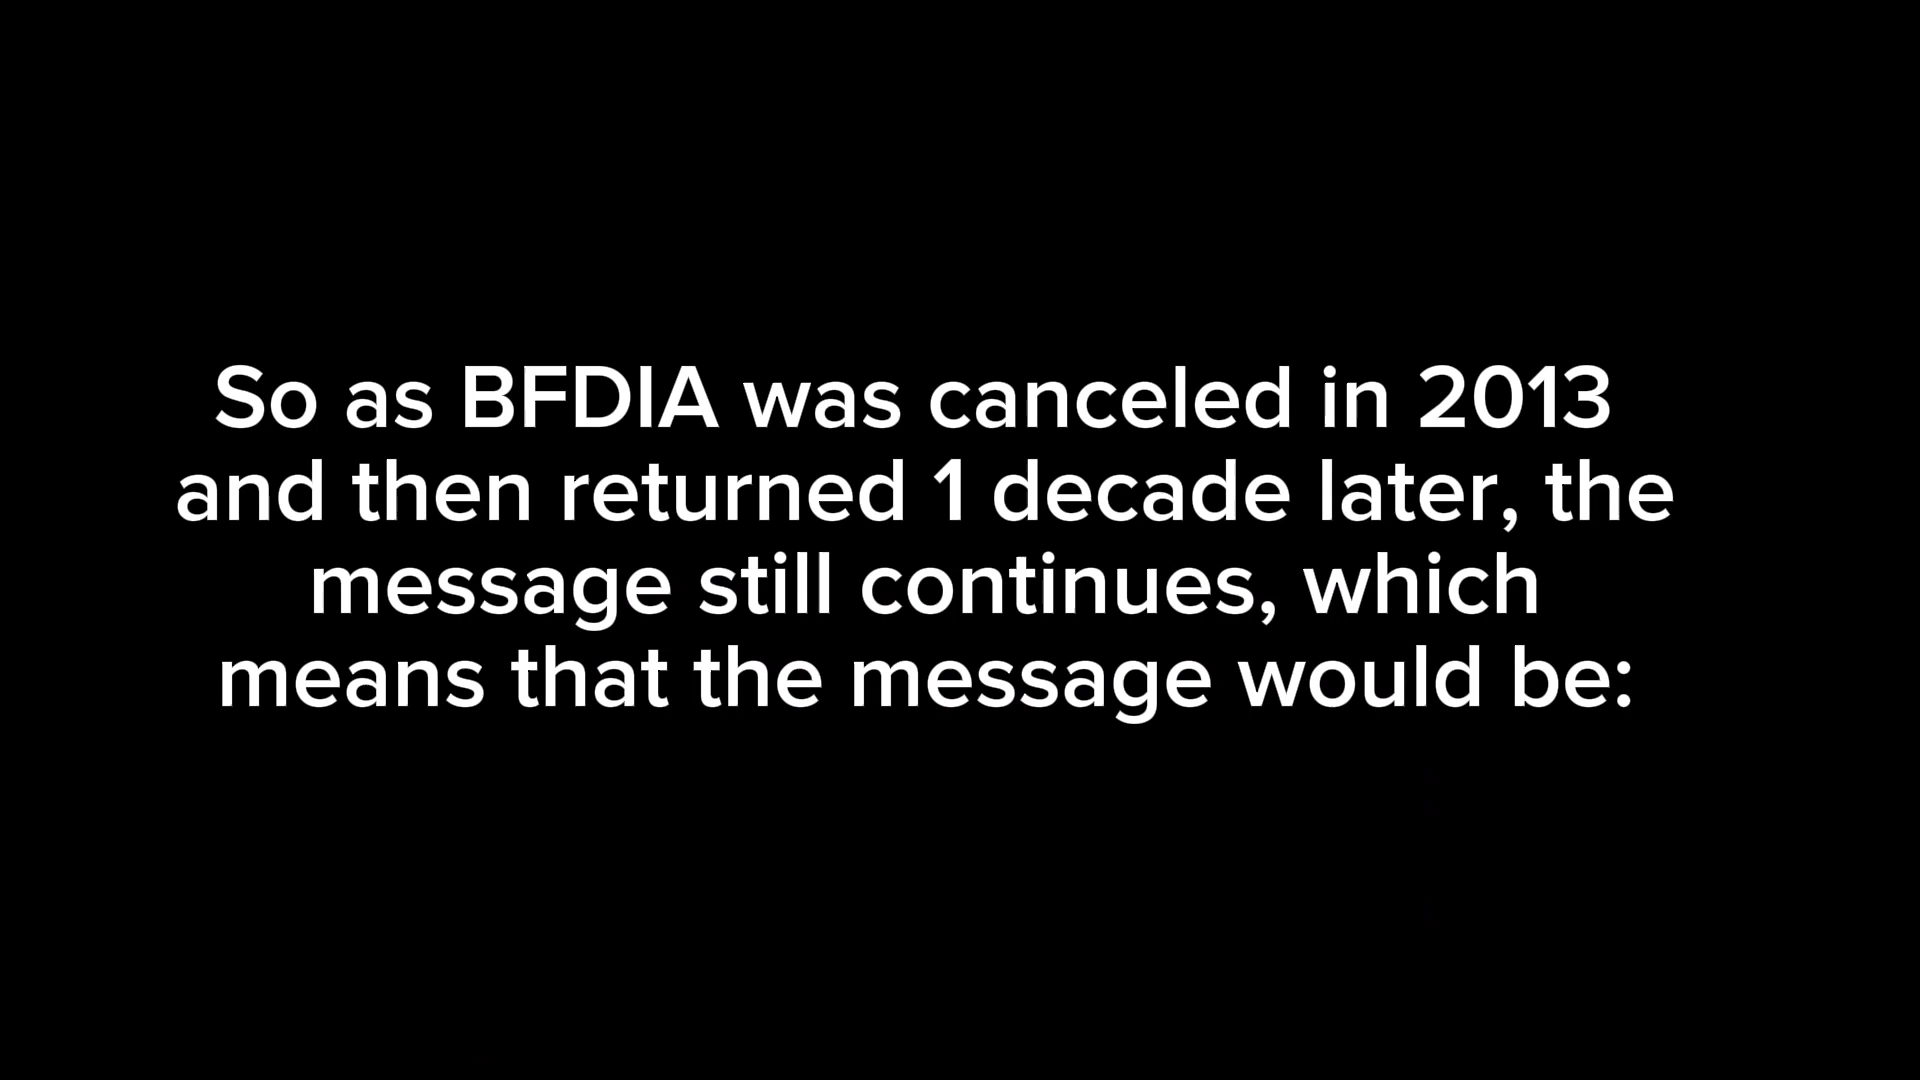 So as BFDIA was canceled in 2013
and then returned 1 decade later, the
message still continues, which
means that the message would be: